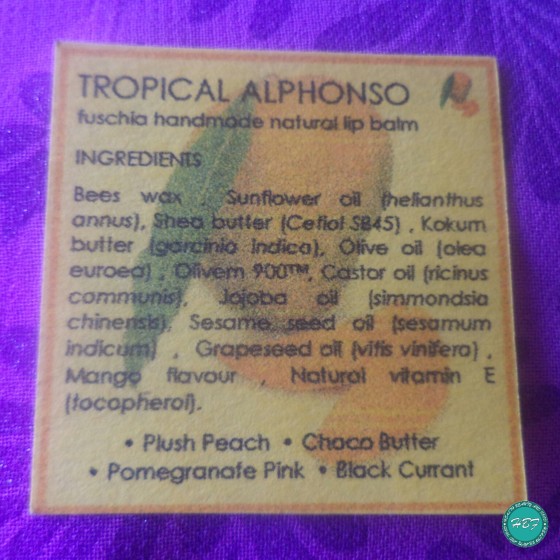 TROPICAL ALPHONSO
fuschia handmade natural lip balm
INGREDIENTS
Bees wax , Sunflower oil (helianthus
annus), Shea butter (Cetiol SB45) , Kokum
butter (garcinia indica), Olive oil (olea
euroea) , Olivem 900™, Castor oil (ricinus
communis), Jojoba oil (simmondsia
chinensis), Sesame seed oil (sesamum
indicum) , Grapeseed oil (vitis vinifera) ,
Mango flavour , Natural vitamin E
(tocopherol).
• Plush Peach • Choco Butter
• Pomegranate Pink • Black Currant
HBF